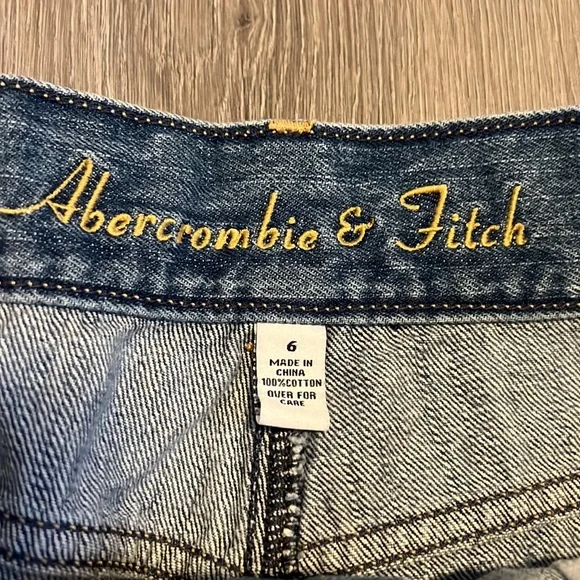 Abercrombie & Fitch
6
MADE IN
CHINA
100%COTTON
OVER FOR
CARE